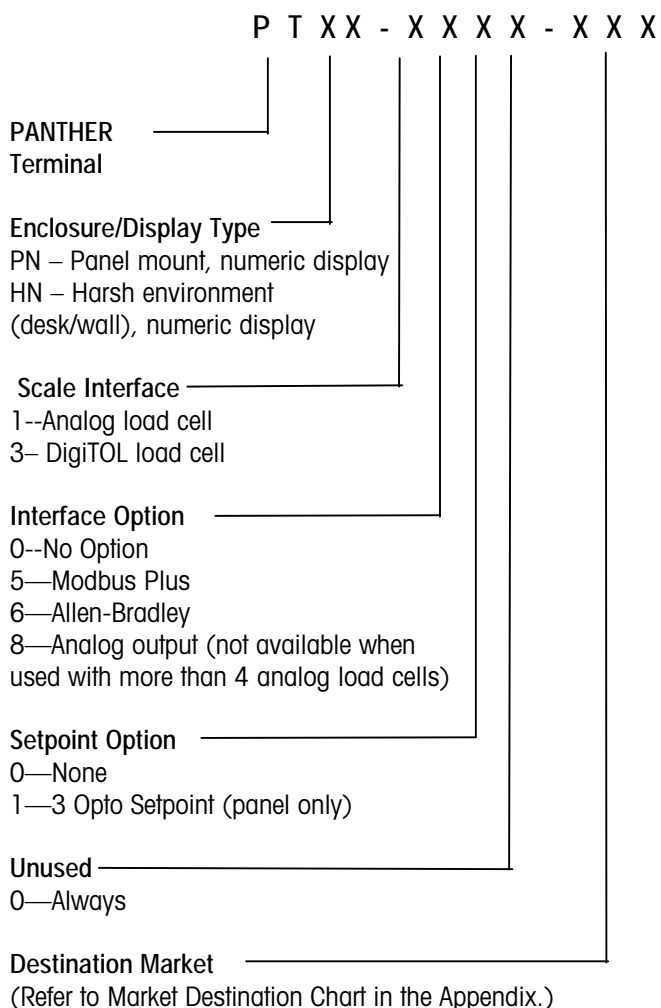 P T X X - X X X X - X X X
PANTHER
Terminal
Enclosure/Display Type
PN – Panel mount, numeric display
HN – Harsh environment
(desk/wall), numeric display
Scale Interface
1--Analog load cell
3– DigiTOL load cell
Interface Option
0--No Option
5—Modbus Plus
6—Allen-Bradley
8—Analog output (not available when
used with more than 4 analog load cells)
Setpoint Option
0—None
1—3 Opto Setpoint (panel only)
Unused
0—Always
Destination Market
(Refer to Market Destination Chart in the Appendix.)